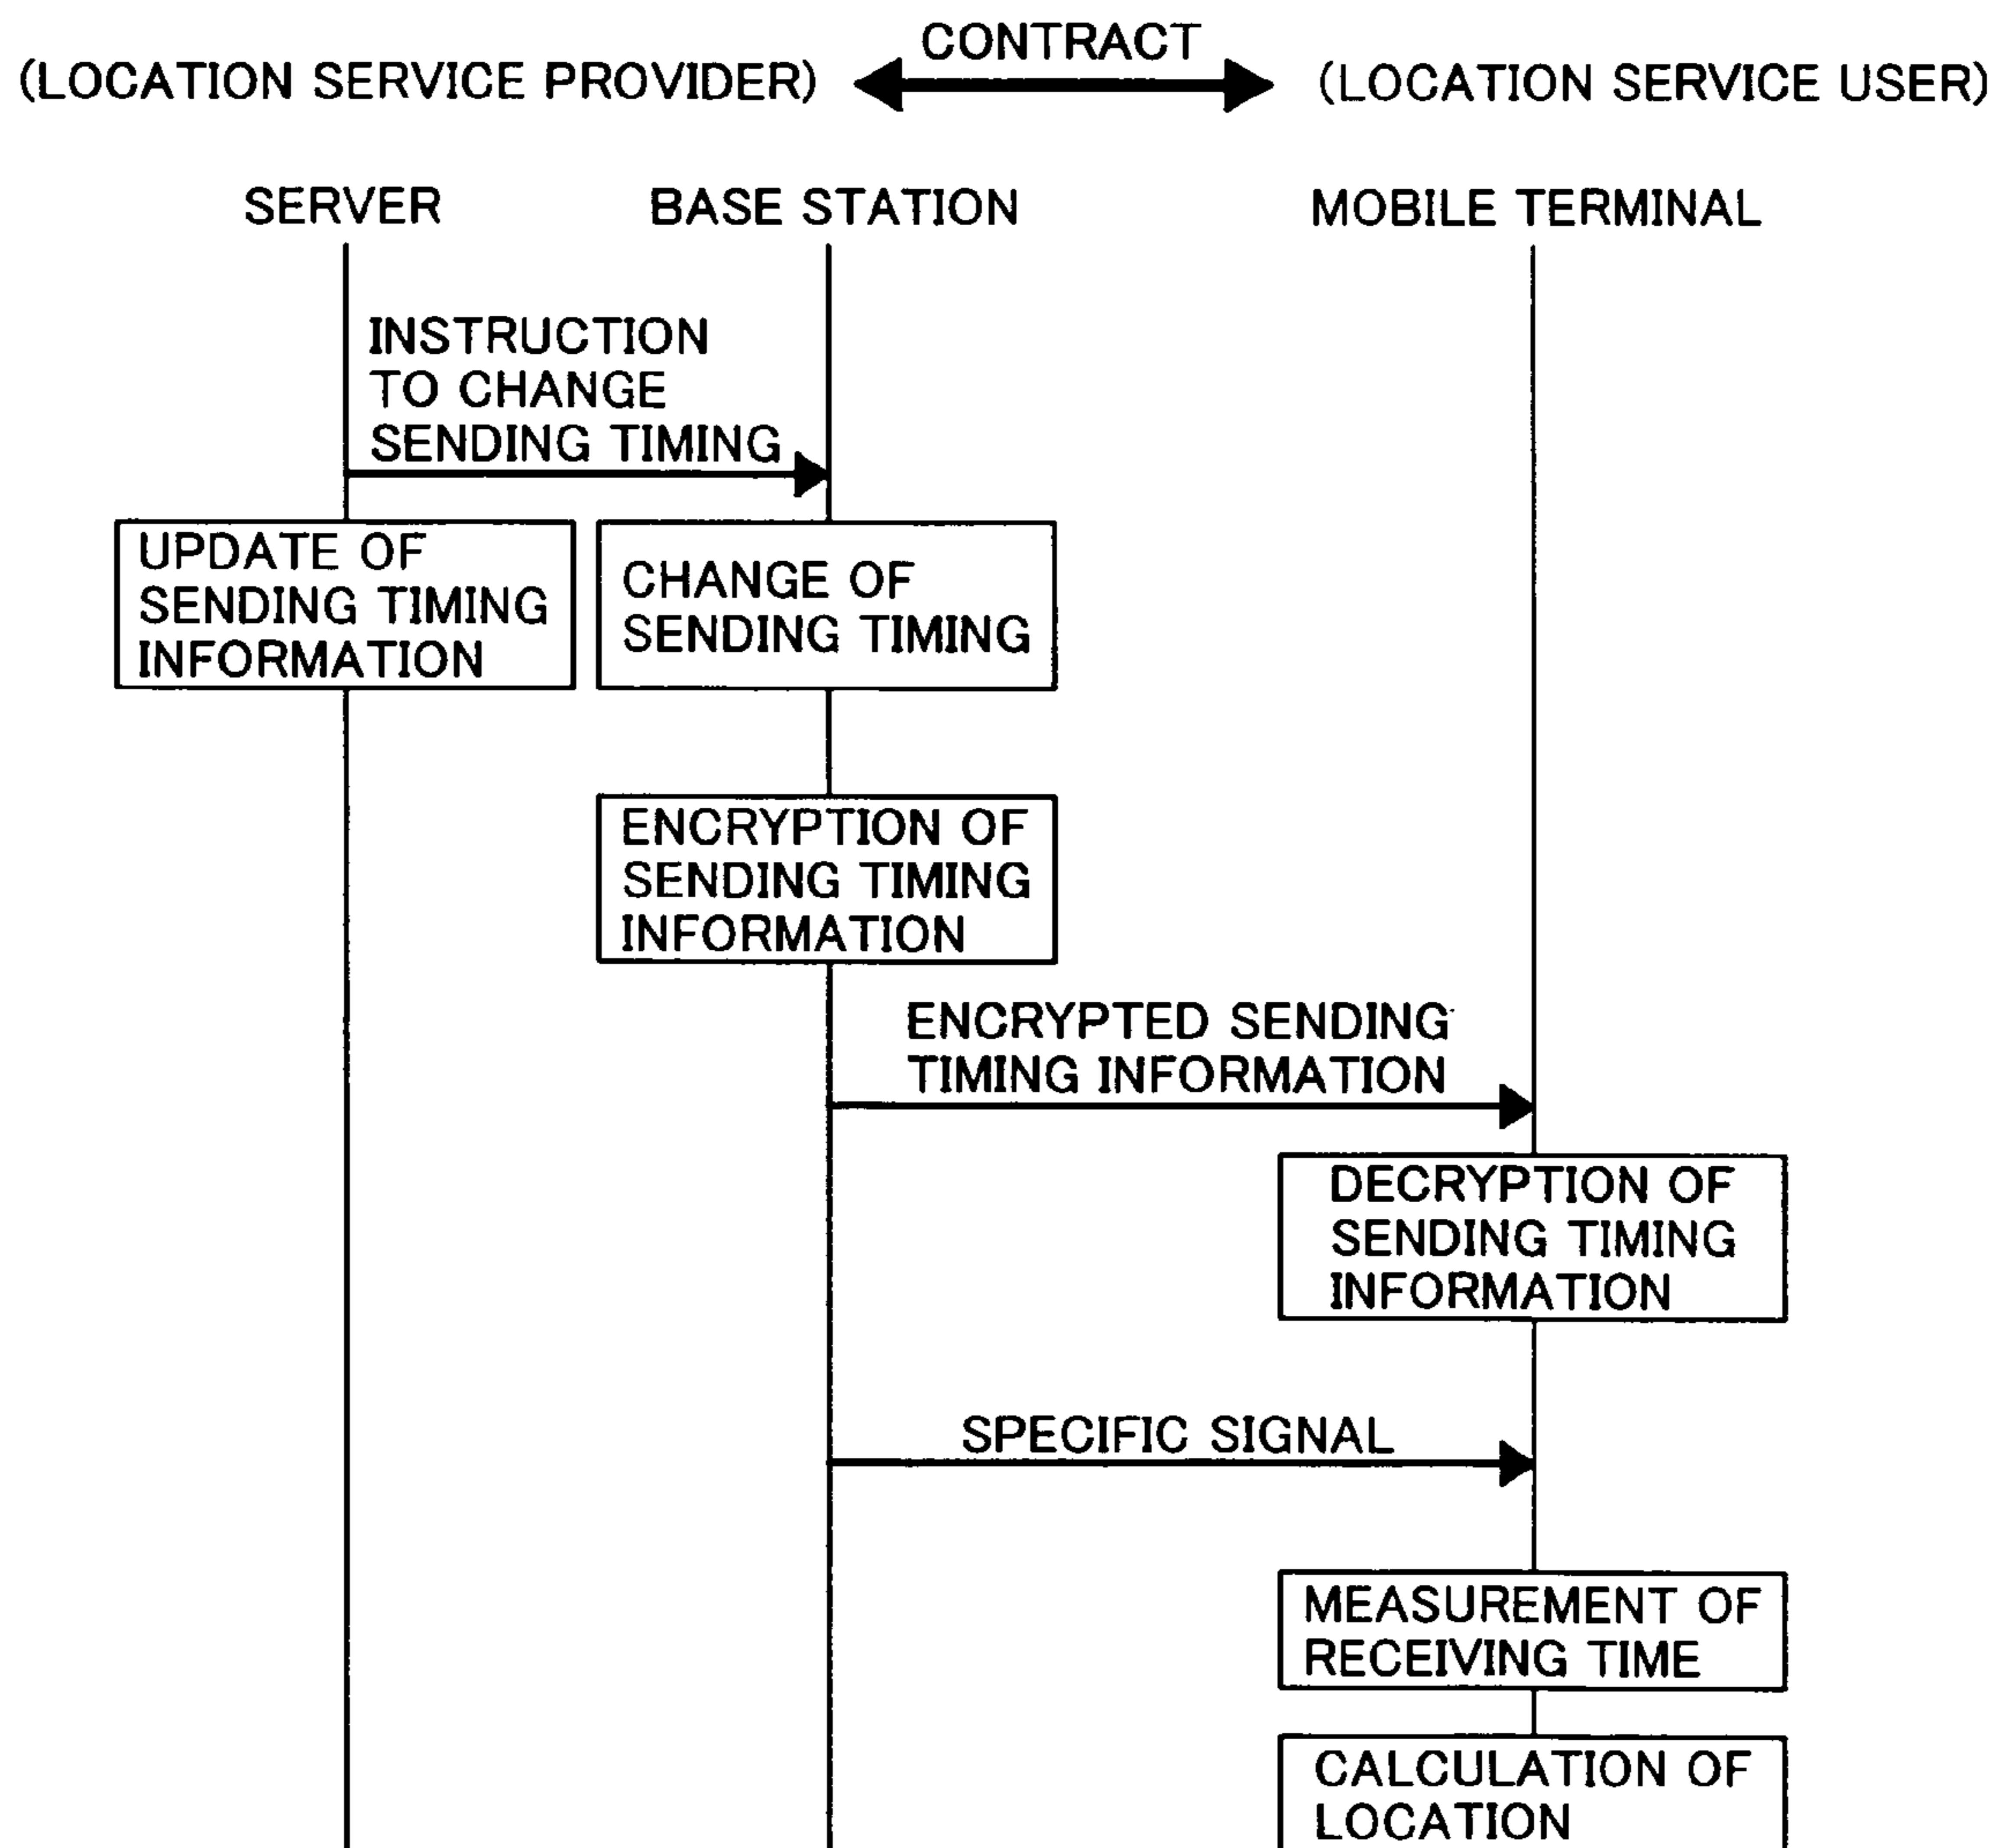 CONTRACT
(LOCATION SERVICE PROVIDER)
(LOCATION SERVICE USER)
SERVER
BASE STATION
MOBILE TERMINAL
INSTRUCTION
TO CHANGE
SENDING TIMING
UPDATE OF
SENDING TIMING
INFORMATION
CHANGE OF
SENDING TIMING
ENCRYPTION OF
SENDING TIMING
INFORMATION
ENCRYPTED SENDING
TIMING INFORMATION
DECRYPTION OF
SENDING TIMING
INFORMATION
SPECIFIC SIGNAL
MEASUREMENT OF
RECEIVING TIME
CALCULATION OF
LOCATION